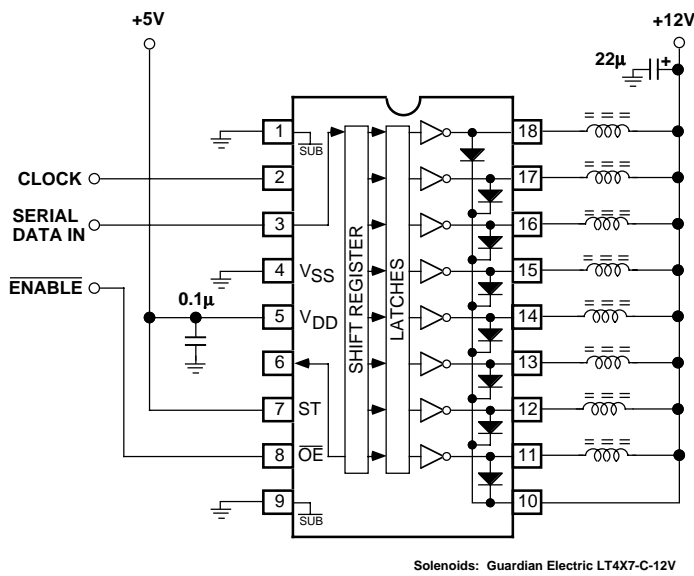 +5V
+12V
22µ
+
1
SUB
18
CLOCK
2
17
SERIAL
DATA IN
3
16
ENABLE
4
VSS
15
0.1µ
5
VDD
14
SHIFT REGISTER
LATCHES
6
13
7
ST
12
8
OE
11
9
SUB
10
Solenoids: Guardian Electric LT4X7-C-12V